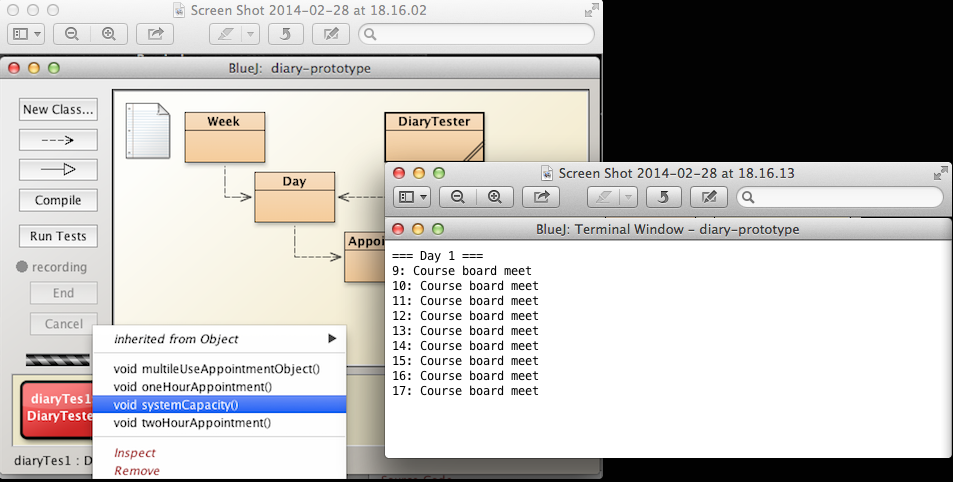 Screen Shot 2014-02-28 at 18.16.02
BlueJ: diary-prototype
New Class...
Compile
Run Tests
recording
End
Cancel
Week
DiaryTester
Day
Appoi
inherited from Object
void multileUseAppointmentObject()
void oneHourAppointment()
void systemCapacity()
void twoHourAppointment()
Inspect
Remove
diaryTes1
DiaryTeste
diaryTes1 : D
Screen Shot 2014-02-28 at 18.16.13
BlueJ: Terminal Window - diary-prototype
=== Day 1 ===
9: Course board meet
10: Course board meet
11: Course board meet
12: Course board meet
13: Course board meet
14: Course board meet
15: Course board meet
16: Course board meet
17: Course board meet